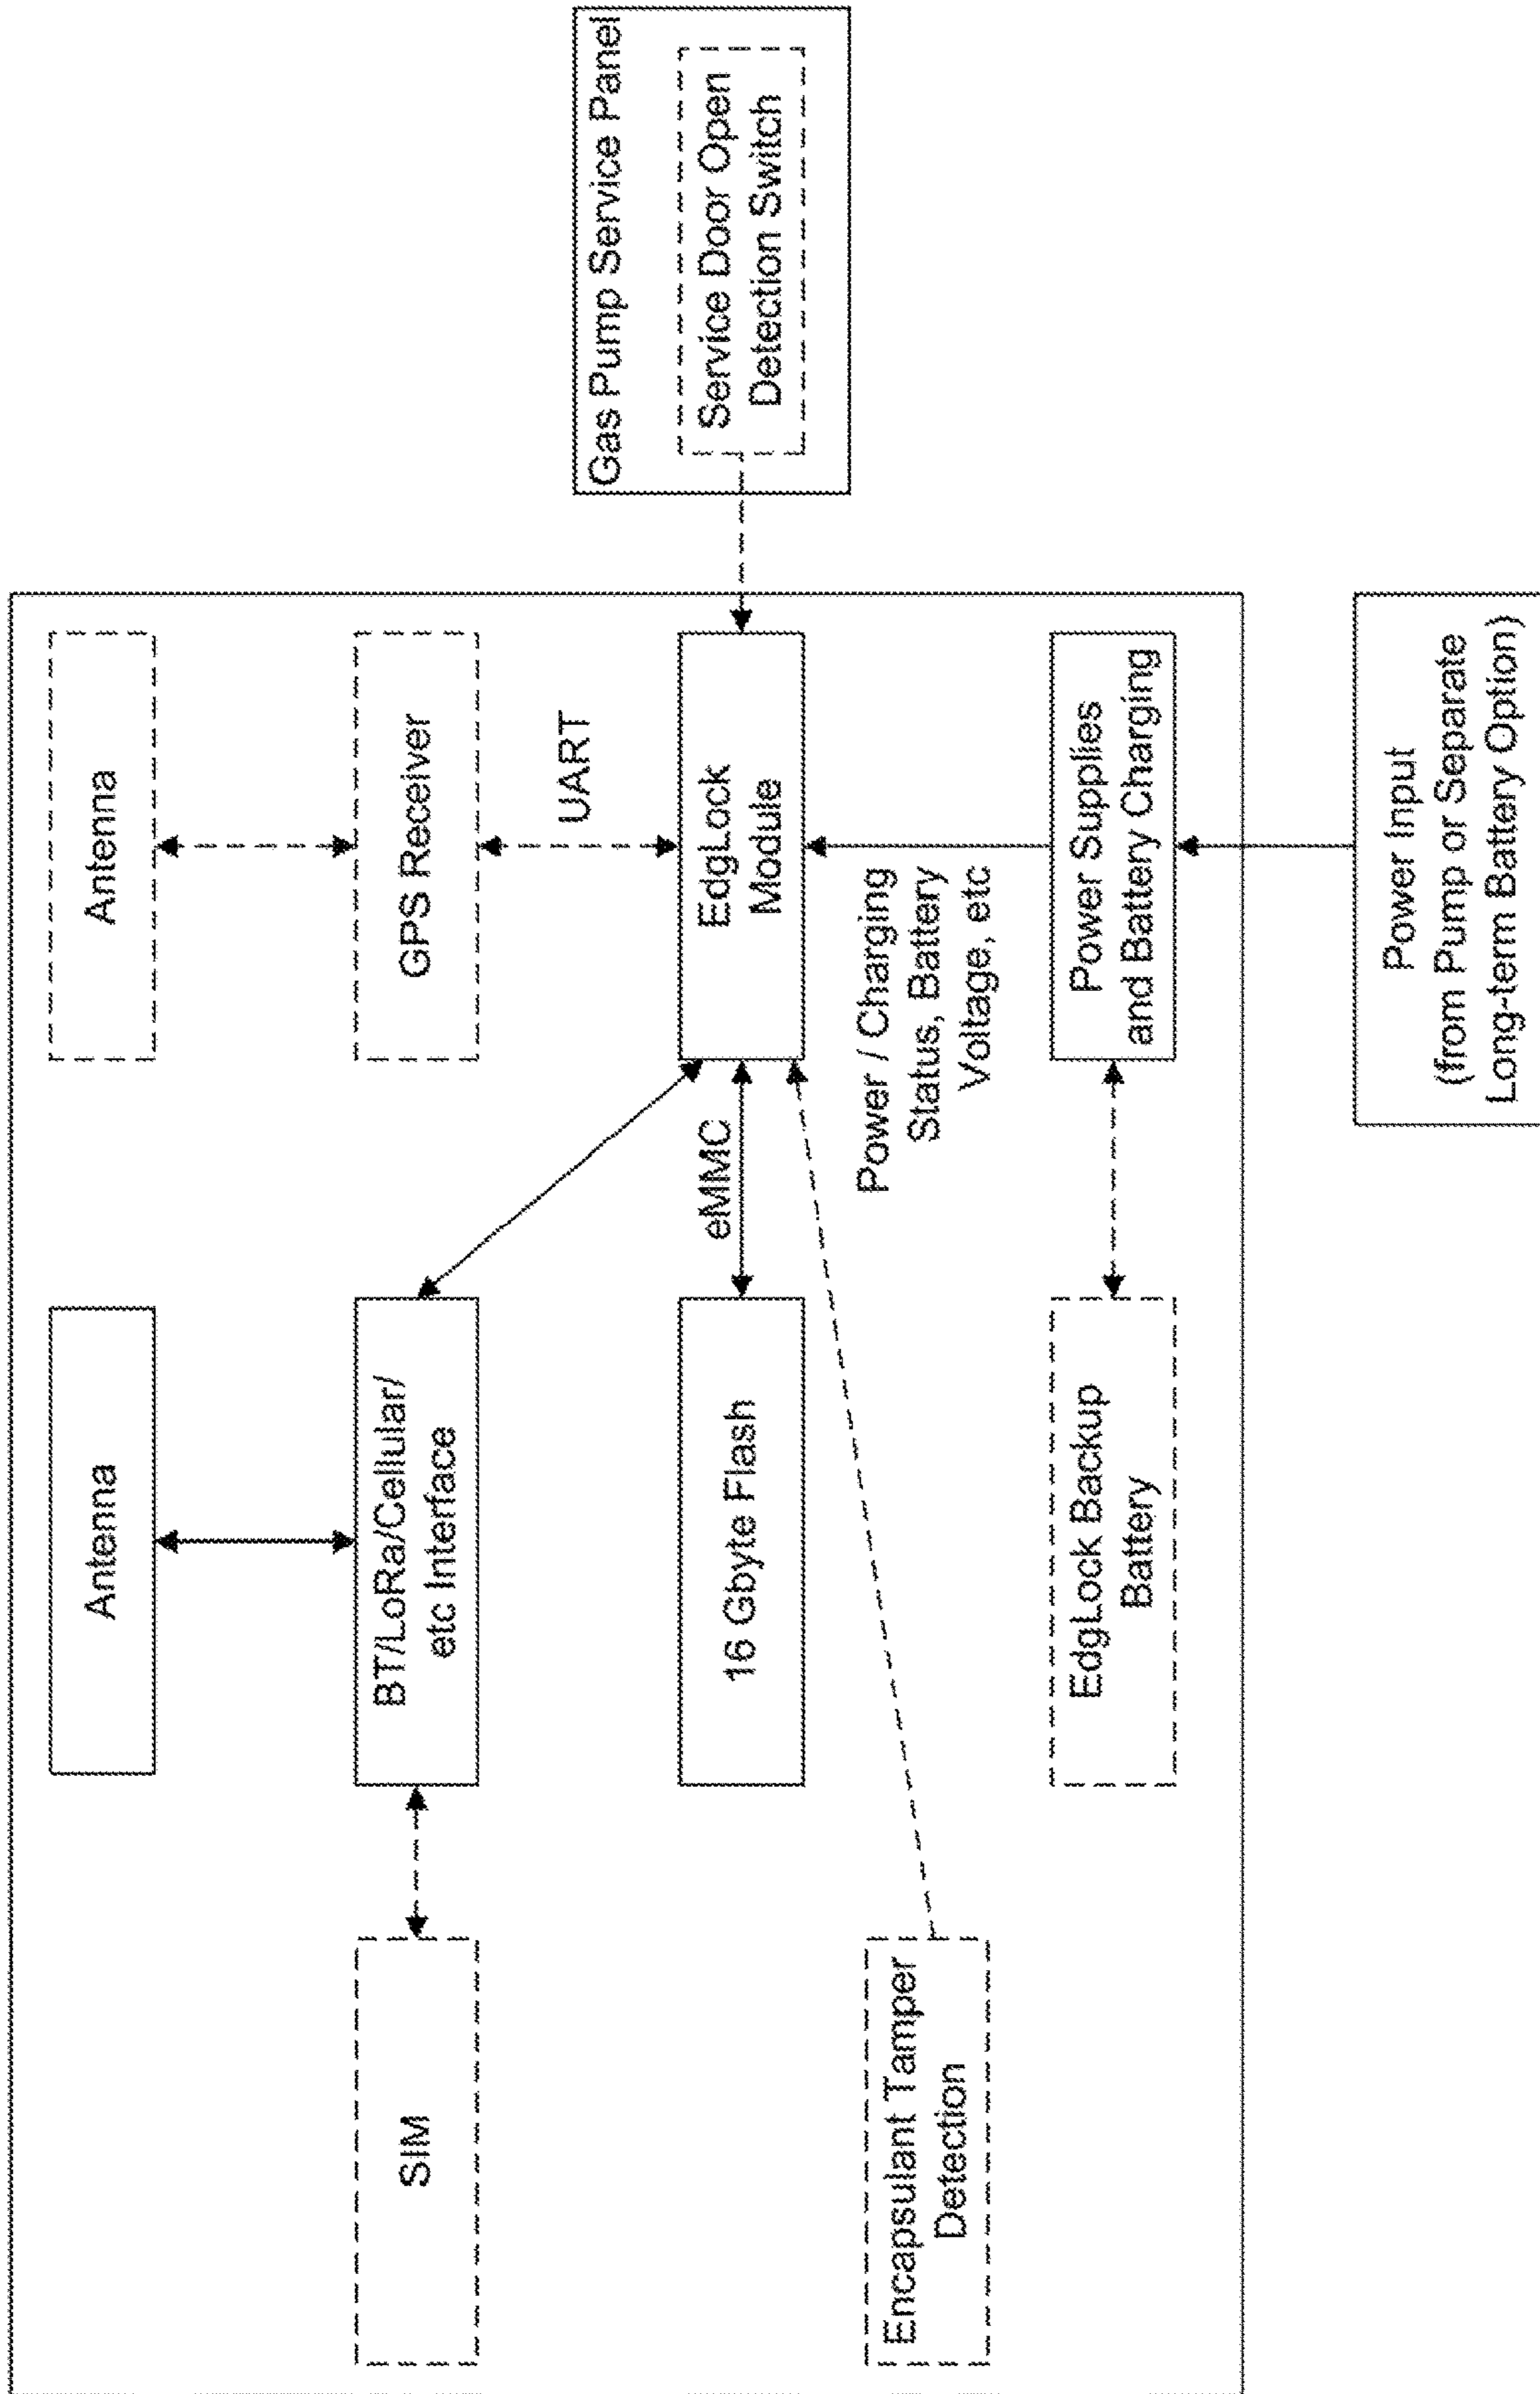 Antenna
Antenna
SIM
BT/LoRa/Cellular/
etc Interface
GPS Receiver
UART
Gas Pump Service Panel
Service Door Open
Detection Switch
16 Gbyte Flash
eMMC
EdgLock
Module
Encapsulant Tamper
Detection
Power / Charging
Status, Battery
Voltage, etc
EdgLock Backup
Battery
Power Supplies
and Battery Charging
Power Input
(from Pump or Separate
Long-term Battery Option)